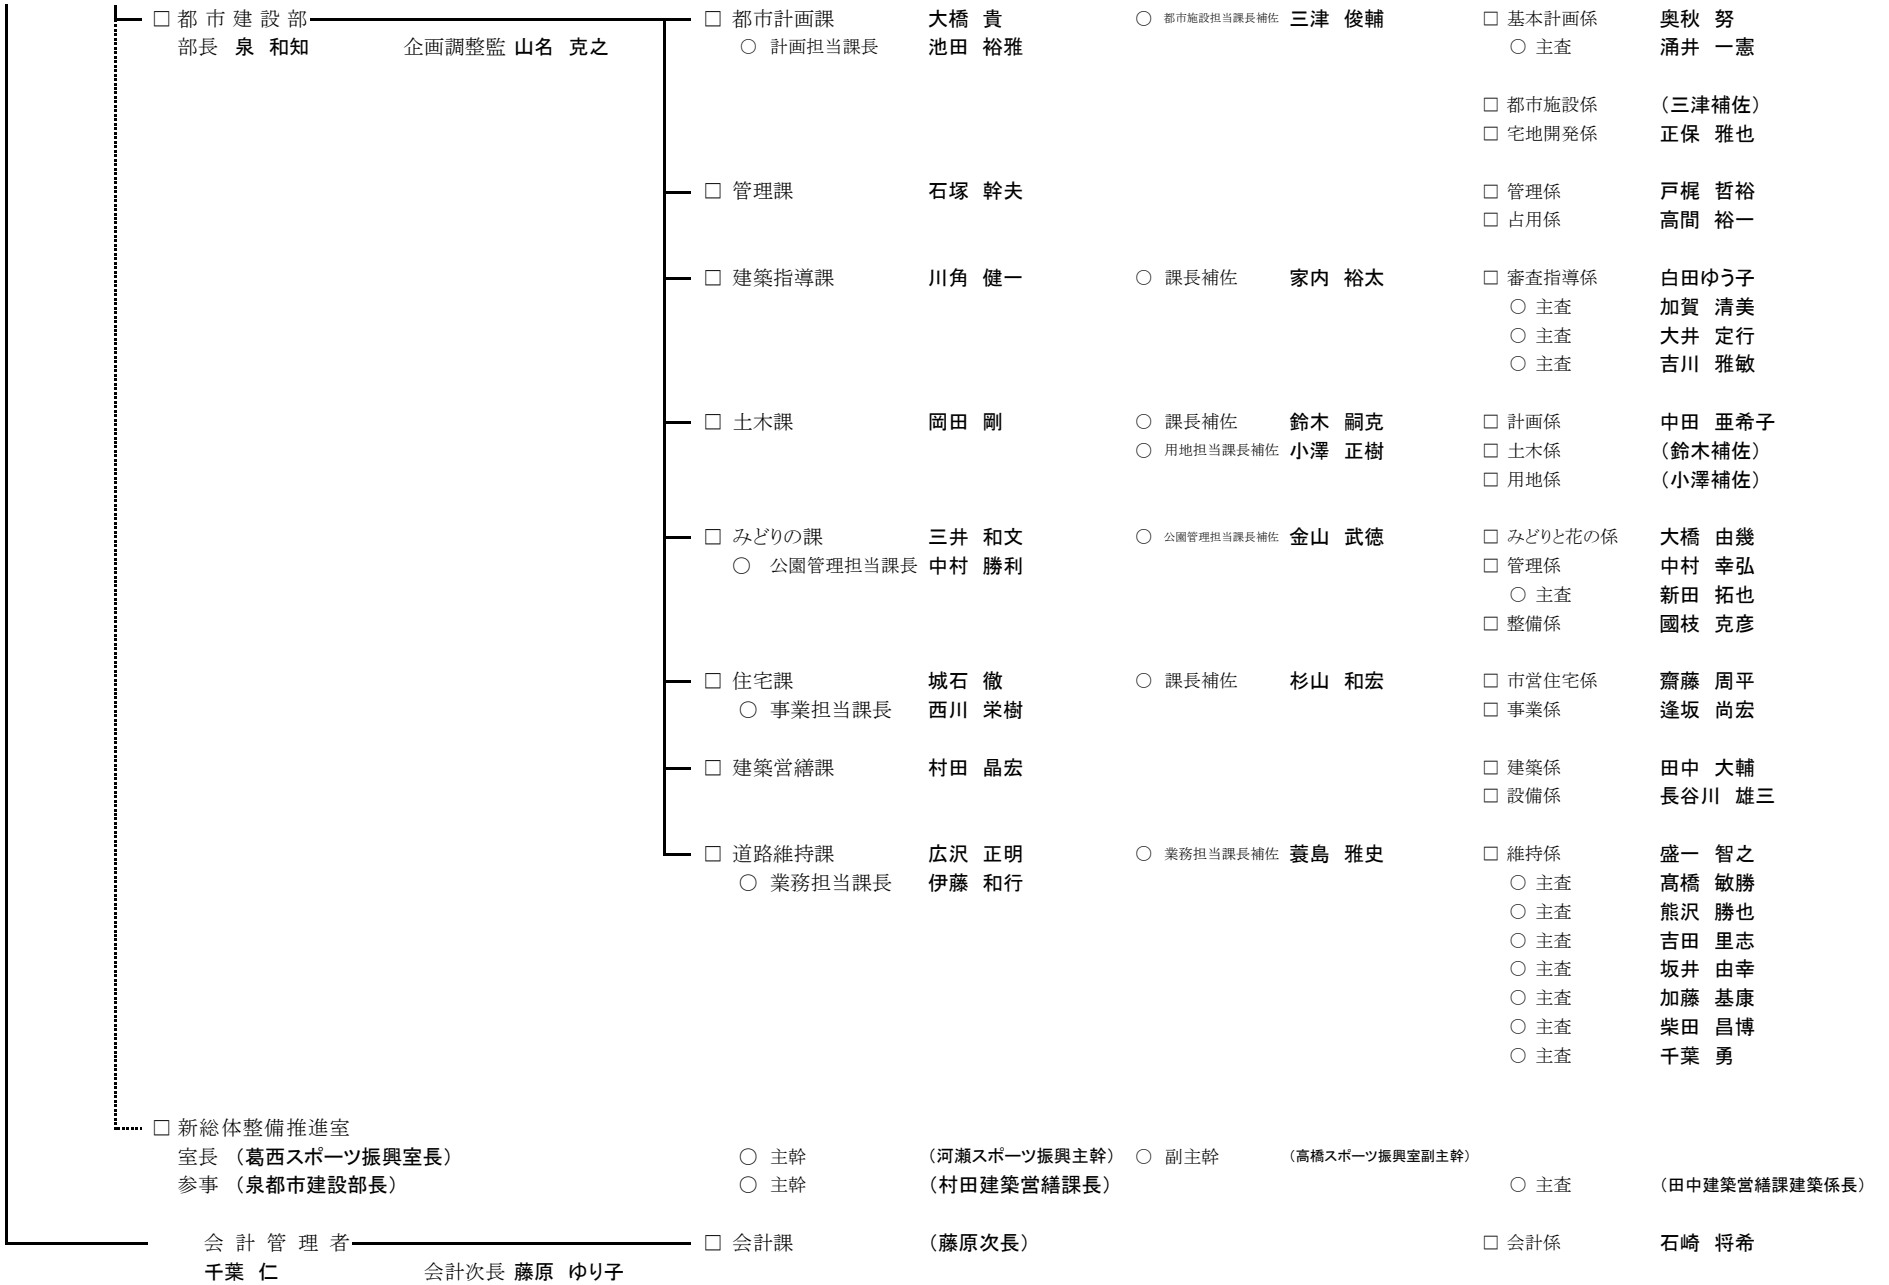 □ 都市建設部 □ 都市計画課 大橋 貴 ○ 都市施設担当課長補佐 三津 俊輔 □ 基本計画係 奥秋 努
部長 泉 和知 企画調整監 山名 克之 ○ 計画担当課長 池田 裕雅 ○ 主査 涌井 一憲
□ 都市施設係 （三津補佐）
□ 宅地開発係 正保 雅也
□ 管理課 石塚 幹夫 □ 管理係 戸梶 哲裕
□ 占用係 高間 裕一
□ 建築指導課 川角 健一 ○ 課長補佐 家内 裕太 □ 審査指導係 白田ゆう子
○ 主査 加賀 清美
○ 主査 大井 定行
○ 主査 吉川 雅敏
□ 土木課 岡田 剛 ○ 課長補佐 鈴木 嗣克 □ 計画係 中田 亜希子
○ 用地担当課長補佐 小澤 正樹 □ 土木係 （鈴木補佐）
□ 用地係 （小澤補佐）
□ みどりの課 三井 和文 ○ 公園管理担当課長補佐 金山 武徳 □ みどりと花の係 大橋 由幾
○ 公園管理担当課長 中村 勝利 □ 管理係 中村 幸弘
○ 主査 新田 拓也
□ 整備係 國枝 克彦
□ 住宅課 城石 徹 ○ 課長補佐 杉山 和宏 □ 市営住宅係 齋藤 周平
○ 事業担当課長 西川 栄樹 □ 事業係 逢坂 尚宏
□ 建築営繕課 村田 晶宏 □ 建築係 田中 大輔
□ 設備係 長谷川 雄三
□ 道路維持課 広沢 正明 ○ 業務担当課長補佐 蓑島 雅史 □ 維持係 盛一 智之
○ 業務担当課長 伊藤 和行 ○ 主査 髙橋 敏勝
○ 主査 熊沢 勝也
○ 主査 吉田 里志
○ 主査 坂井 由幸
○ 主査 加藤 基康
○ 主査 柴田 昌博
○ 主査 千葉 勇
□ 新総体整備推進室
室長 （葛西スポーツ振興室長） ○ 主幹 （河瀬スポーツ振興主幹） ○ 副主幹 （高橋スポーツ振興室副主幹）
参事 （泉都市建設部長） ○ 主幹 （村田建築営繕課長） ○ 主査 （田中建築営繕課建築係長）
会計管理者 □ 会計課 （藤原次長） □ 会計係 石崎 将希
千葉 仁 会計次長 藤原 ゆり子